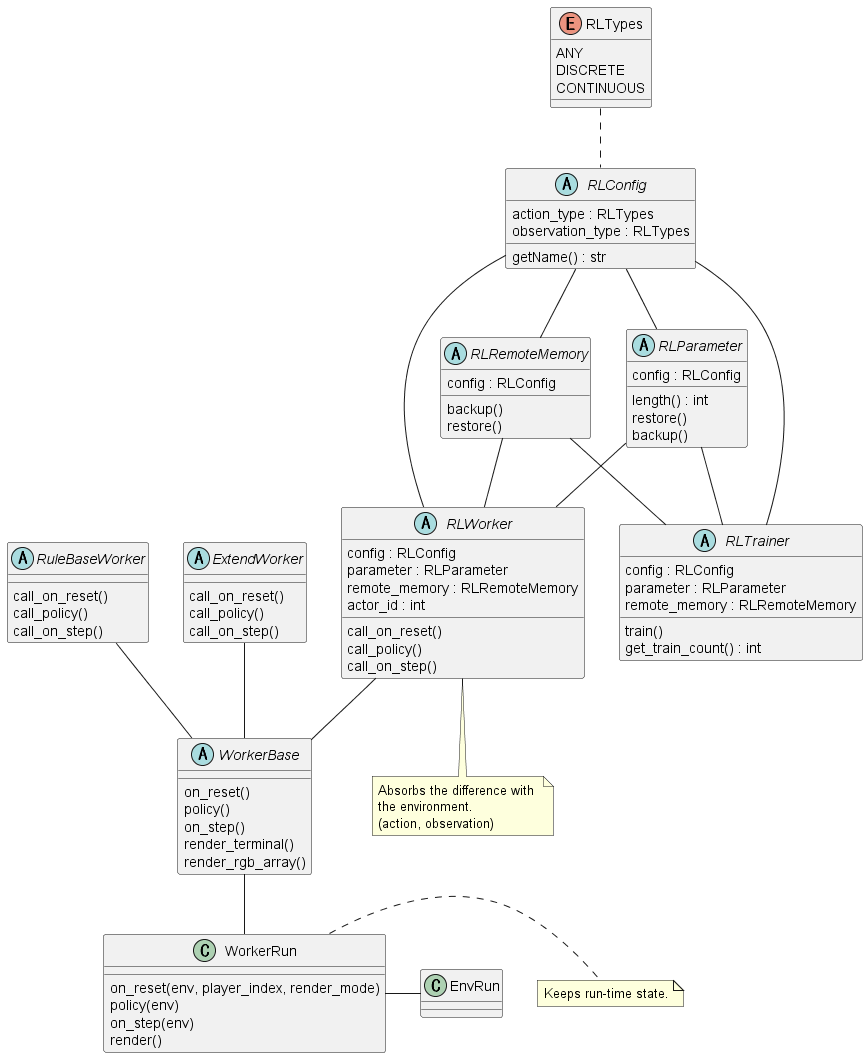 E RLTypes
ANY
DISCRETE
CONTINUOUS
A RLConfig
action_type : RLTypes
observation_type : RLTypes
getName() : str
A RLRemoteMemory
config : RLConfig
backup()
restore()
A RLParameter
config : RLConfig
length() : int
restore()
backup()
A RuleBaseWorker
call_on_reset()
call_policy()
call_on_step()
A ExtendWorker
call_on_reset()
call_policy()
call_on_step()
A RLWorker
config : RLConfig
parameter : RLParameter
remote_memory : RLRemoteMemory
actor_id : int
call_on_reset()
call_policy()
call_on_step()
A RLTrainer
config : RLConfig
parameter : RLParameter
remote_memory : RLRemoteMemory
train()
get_train_count() : int
A WorkerBase
on_reset()
policy()
on_step()
render_terminal()
render_rgb_array()
Absorbs the difference with
the environment.
(action, observation)
C WorkerRun
on_reset(env, player_index, render_mode)
policy(env)
on_step(env)
render()
C EnvRun
Keeps run-time state.